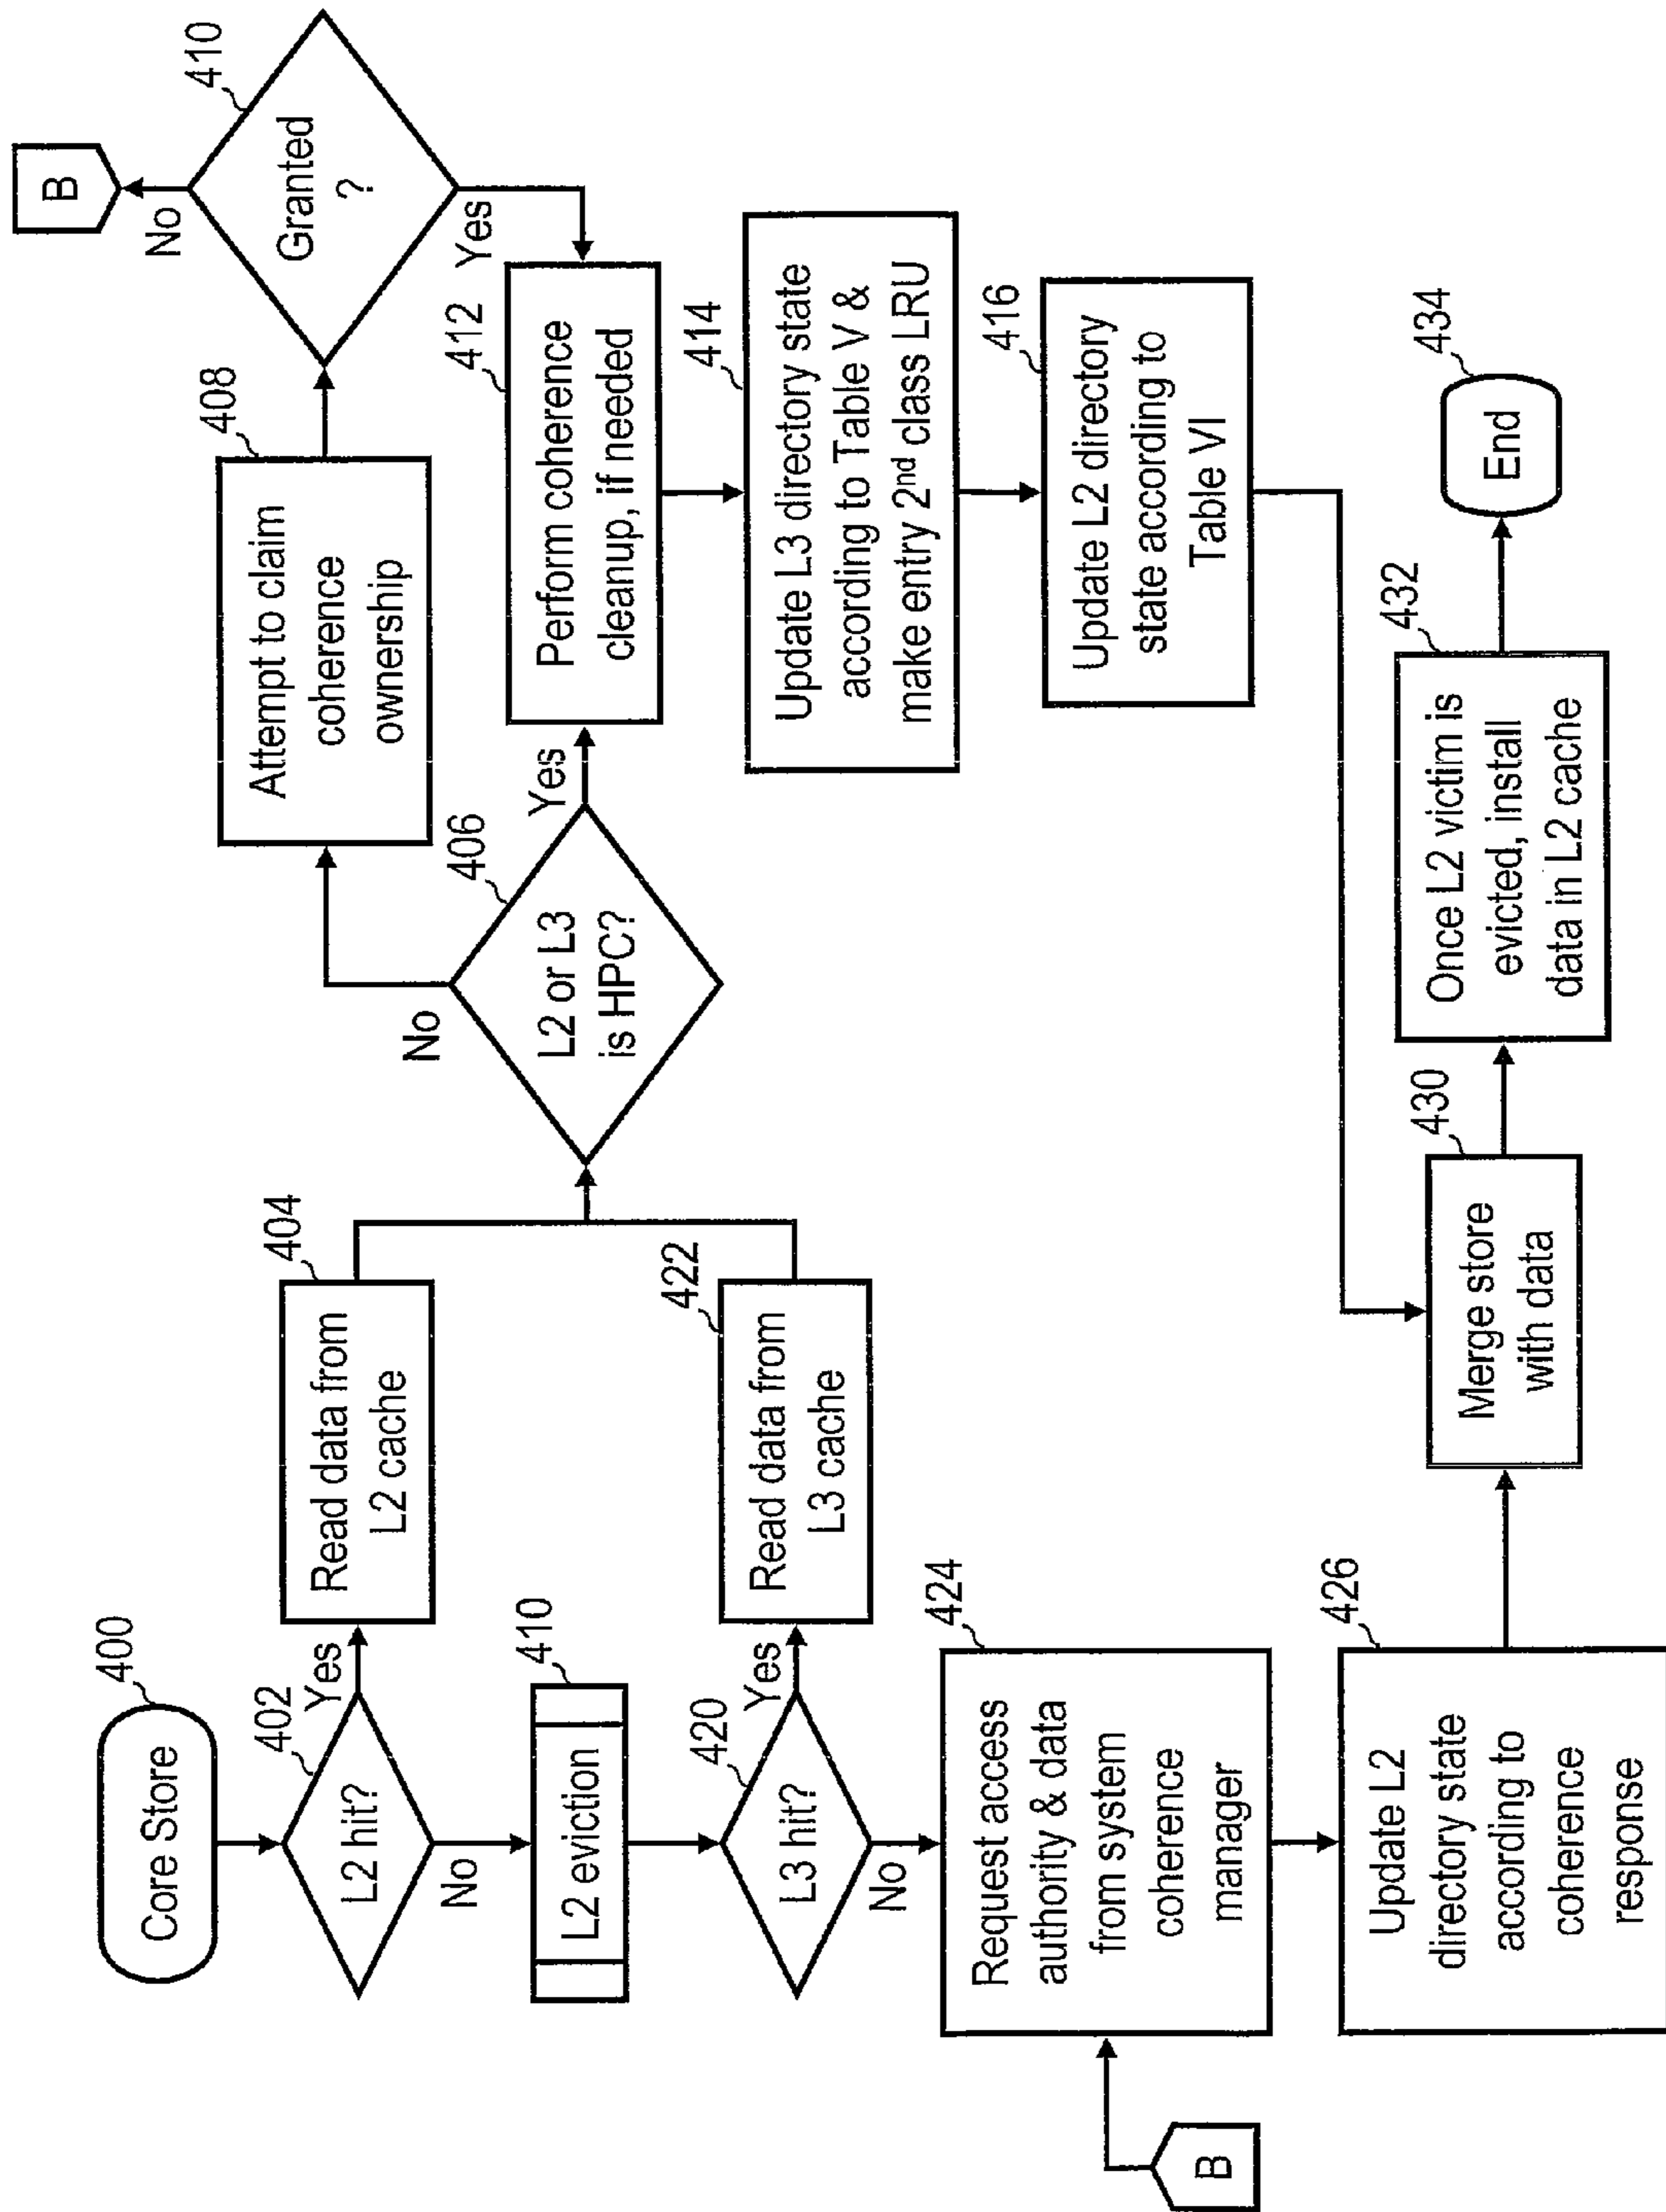 400
Core Store
402
L2 hit?
Yes
No
404
Read data from
L2 cache
410
L2 eviction
420
L3 hit?
Yes
No
422
Read data from
L3 cache
406
L2 or L3
is HPC?
No
Yes
408
Attempt to claim
coherence
ownership
410
Granted
?
No
Yes
B
412
Perform coherence
cleanup, if needed
414
Update L3 directory state
according to Table V &
make entry 2nd class LRU
416
Update L2 directory
state according to
Table VI
B
424
Request access
authority & data
from system
coherence
manager
426
Update L2
directory state
according to
coherence
response
430
Merge store
with data
432
Once L2 victim is
evicted, install
data in L2 cache
434
End